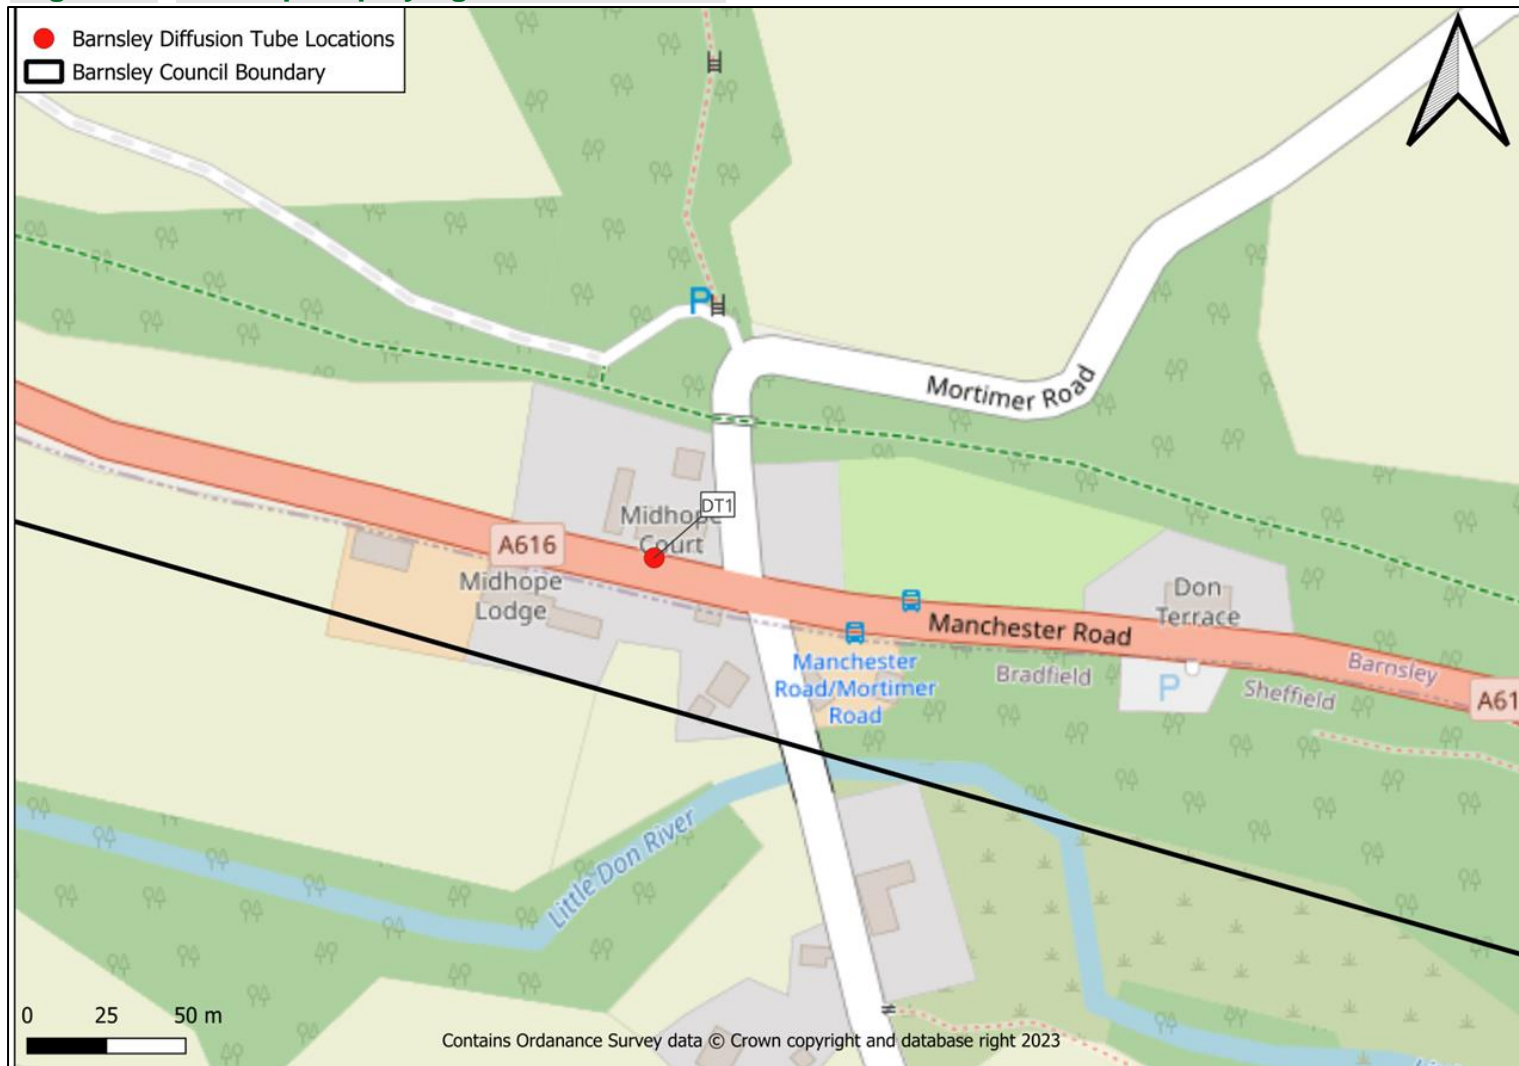 Barnsley Diffusion Tube Locations
Barnsley Council Boundary
P
Mortimer Road
DT1
Midhope
Court
A616
Midhope
Lodge
Don
Terrace
Manchester Road
Manchester
Road/Mortimer
Road
Bradfield
Barnsley
Sheffield
P
A61
Little Don River
0 25 50 m
Contains Ordanance Survey data © Crown copyright and database right 2023